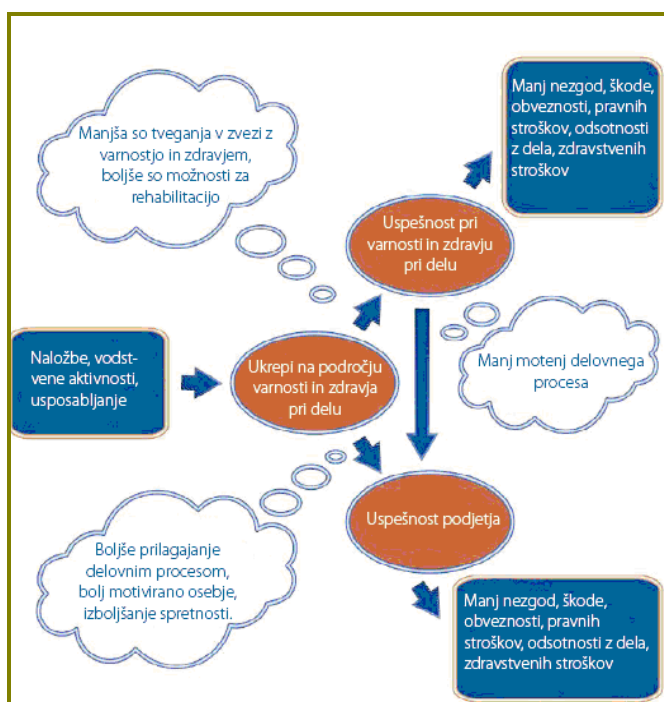 Manj nezgod, škode,
obveznosti, pravnih
stroškov, odsotnosti
z dela, zdravstvenih
stroškov
Manjša so tveganja v zvezi z
varnostjo in zdravjem,
boljše so možnosti za
rehabilitacijo
Uspešnost pri
varnosti in zdravju
pri delu
Naložbe, vodst-
vene aktivnosti,
usposabljanje
Ukrepi na področju
varnosti in zdravja
pri delu
Manj motenj delovnega
procesa
Uspešnost podjetja
Boljše prilagajanje
delovnim procesom,
bolj motivirano osebje,
izboljšanje spretnosti.
Manj nezgod, škode,
obveznosti, pravnih
stroškov, odsotnosti z dela,
zdravstvenih stroškov